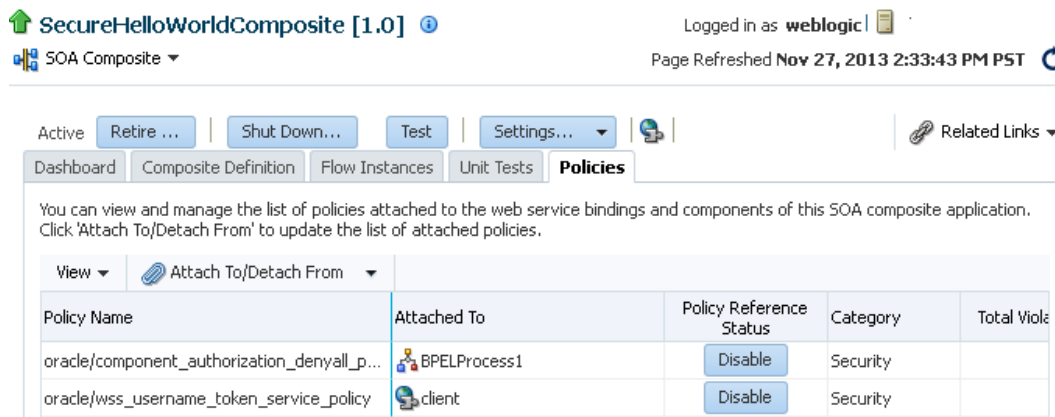 SecureHelloWorldComposite [1.0]
Logged in as weblogic
SOA Composite
Page Refreshed Nov 27, 2013 2:33:43 PM PST
Active Retire ... Shut Down... Test Settings... Related Links
Dashboard Composite Definition Flow Instances Unit Tests Policies
You can view and manage the list of policies attached to the web service bindings and components of this SOA composite application.
Click 'Attach To/Detach From' to update the list of attached policies.
View Attach To/Detach From
Policy Name Attached To Policy Reference Status Category Total Viola
oracle/component_authorization_denyall_p... BPELProcess1 Disable Security
oracle/wss_username_token_service_policy client Disable Security